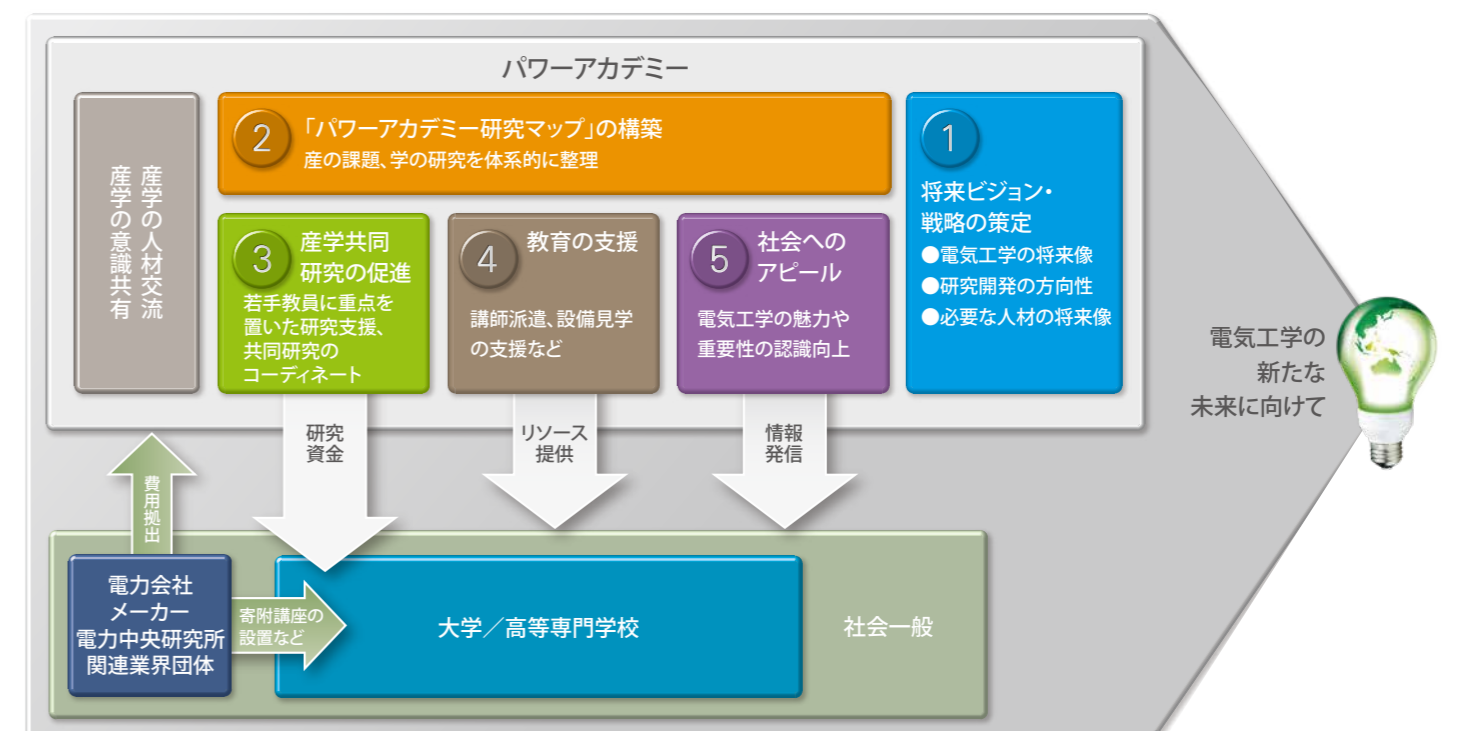 パワーアカデミー
産学の人材交流
産学の意識共有
2
「パワーアカデミー研究マップ」の構築
産の課題、学の研究を体系的に整理
1
将来ビジョン・
戦略の策定
●電気工学の将来像
●研究開発の方向性
●必要な人材の将来像
3
産学共同
研究の促進
若手教員に重点を
置いた研究支援、
共同研究の
コーディネート
4
教育の支援
講師派遣、設備見学
の支援など
5
社会への
アピール
電気工学の魅力や
重要性の認識向上
電気工学の
新たな
未来に向けて
研究
資金
リソース
提供
情報
発信
費用拠出
電力会社
メーカー
電力中央研究所
関連業界団体
寄附講座の
設置など
大学／高等専門学校
社会一般